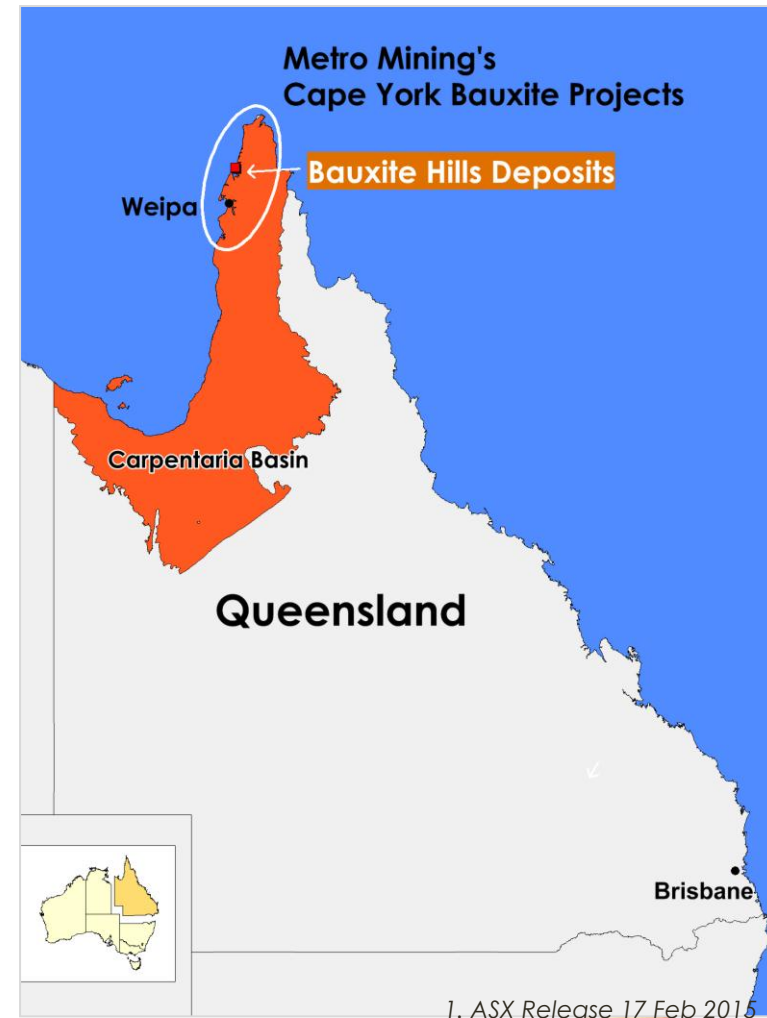 Metro Mining's
Cape York Bauxite Projects
Bauxite Hills Deposits
Weipa
Carpentaria Basin
Queensland
Brisbane
1. ASX Release 17 Feb 2015